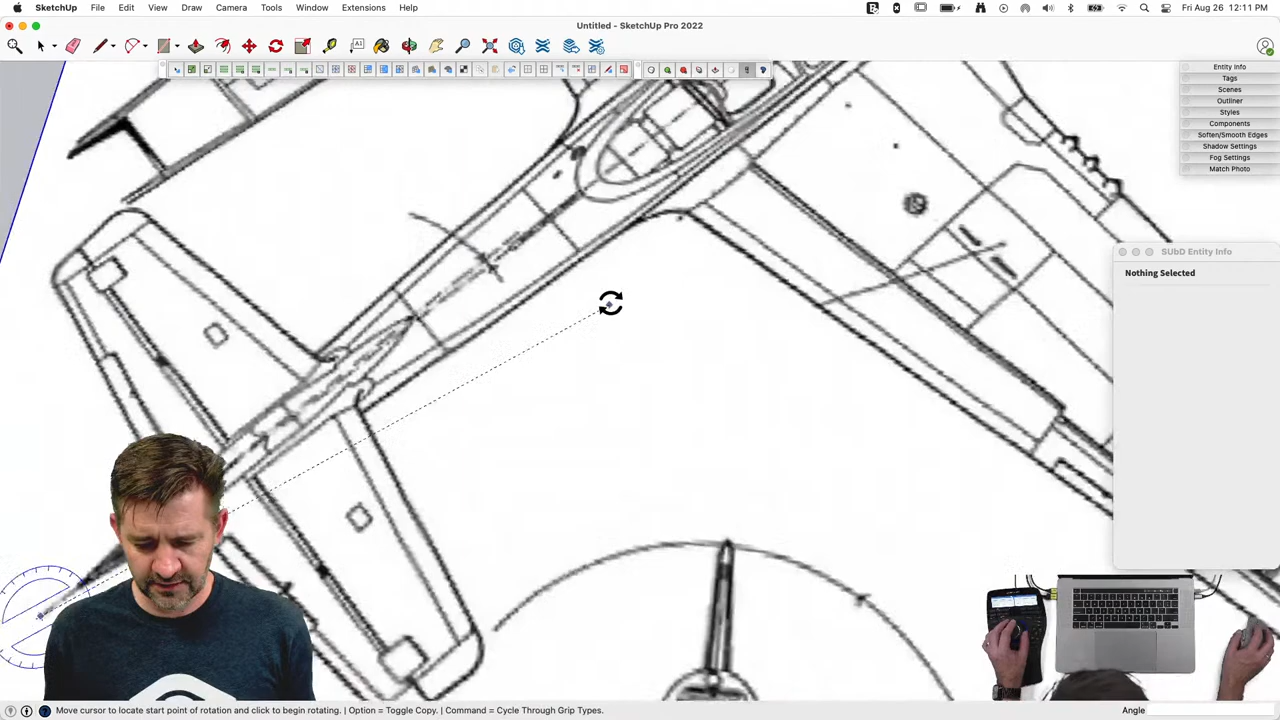 SketchUp File Edit View Draw Camera Tools Window Extensions Help
Fri Aug 26 12:11 PM
Untitled - SketchUp Pro 2022
Entity Info
Tags
Scenes
Outliner
Styles
Components
Soften/Smooth Edges
Shadow Settings
Fog Settings
Match Photo
SUbD Entity Info
Nothing Selected
Move cursor to locate start point of rotation and click to begin rotating. | Option = Toggle Copy. | Command = Cycle Through Grip Types.
Angle